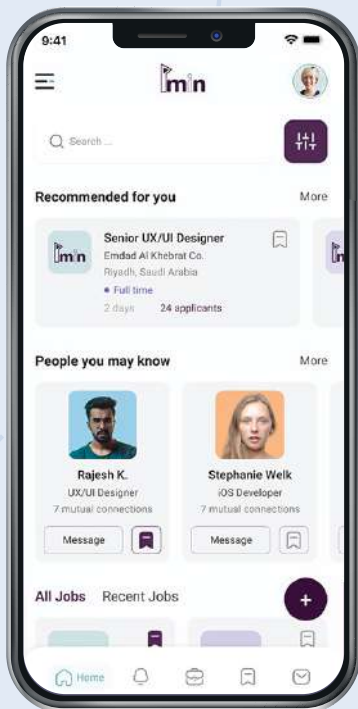 9:41
imin
Search ...
Recommended for you More
imin
Senior UX/UI Designer
Emdad Al Khebrat Co.
Riyadh, Saudi Arabia
• Full time
2 days 24 applicants
People you may know More
Rajesh K.
UX/UI Designer
7 mutual connections
Message
Stephanie Welk
iOS Developer
7 mutual connections
Message
All Jobs Recent Jobs
+
Home